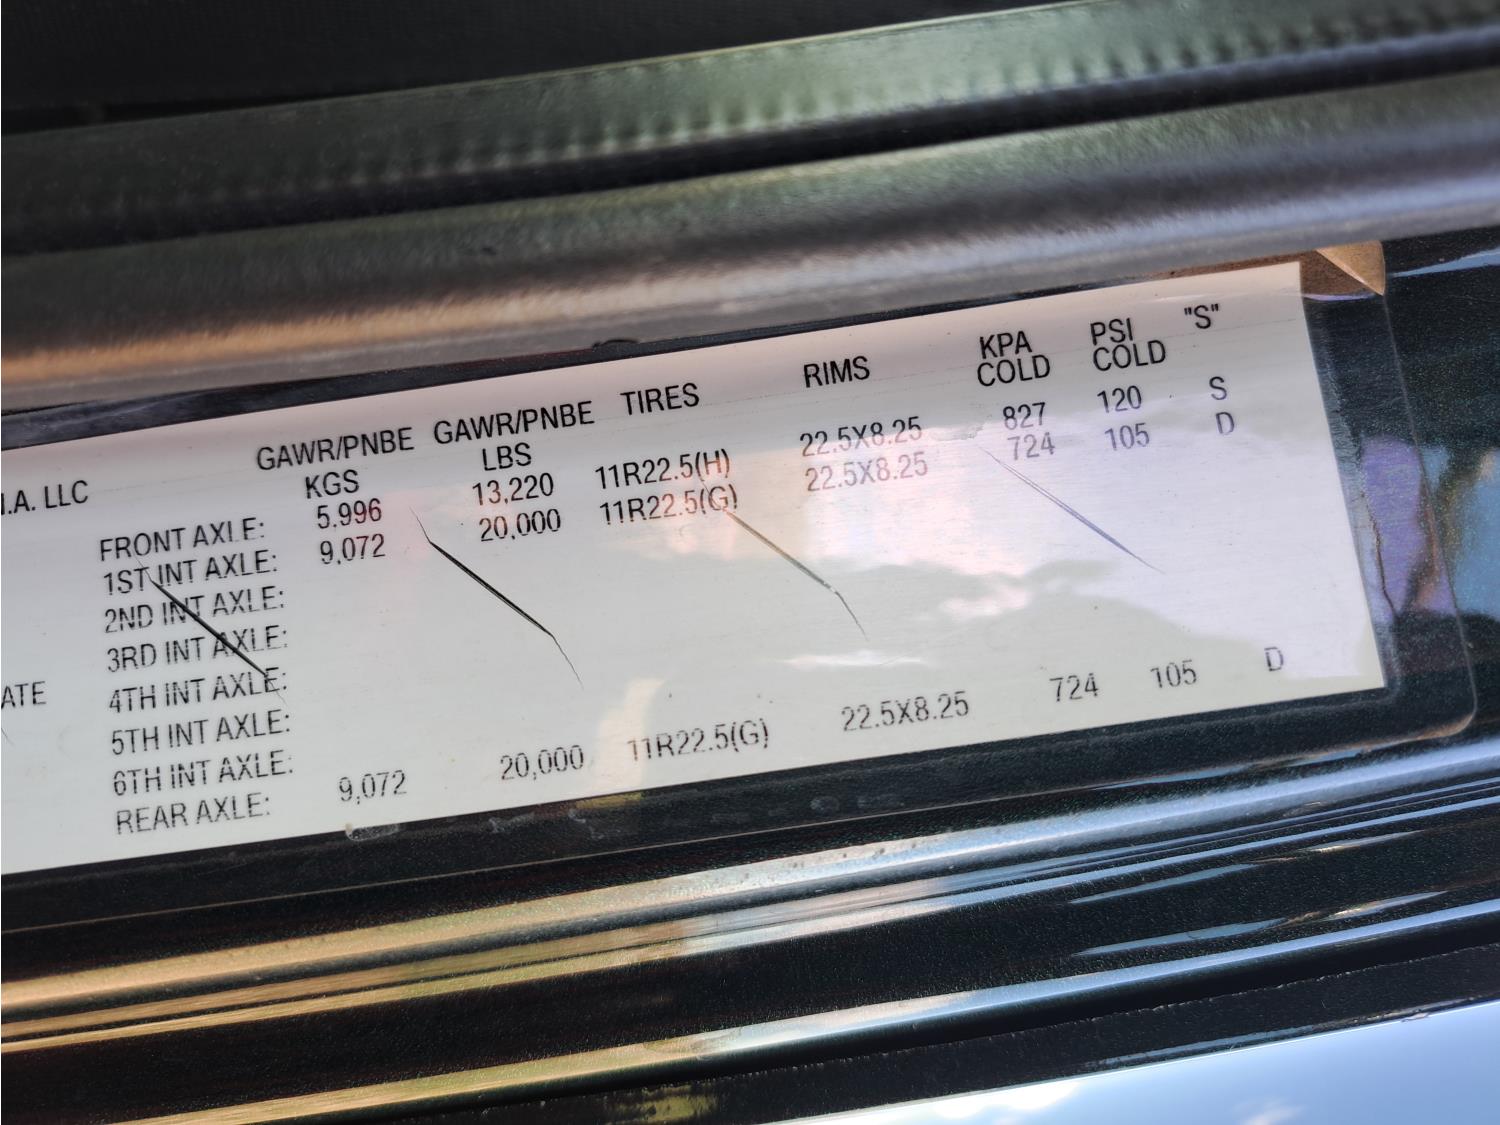 GAWR/PNBE KGS GAWR/PNBE LBS TIRES RIMS KPA COLD PSI COLD "S"
.A. LLC
FRONT AXLE: 5.996 13,220 11R22.5(H) 22.5X8.25 827 120 S
1ST INT AXLE: 9,072 20,000 11R22.5(G) 22.5X8.25 724 105 D
2ND INT AXLE:
3RD INT AXLE:
ATE 4TH INT AXLE:
5TH INT AXLE:
6TH INT AXLE:
REAR AXLE: 9,072 20,000 11R22.5(G) 22.5X8.25 724 105 D